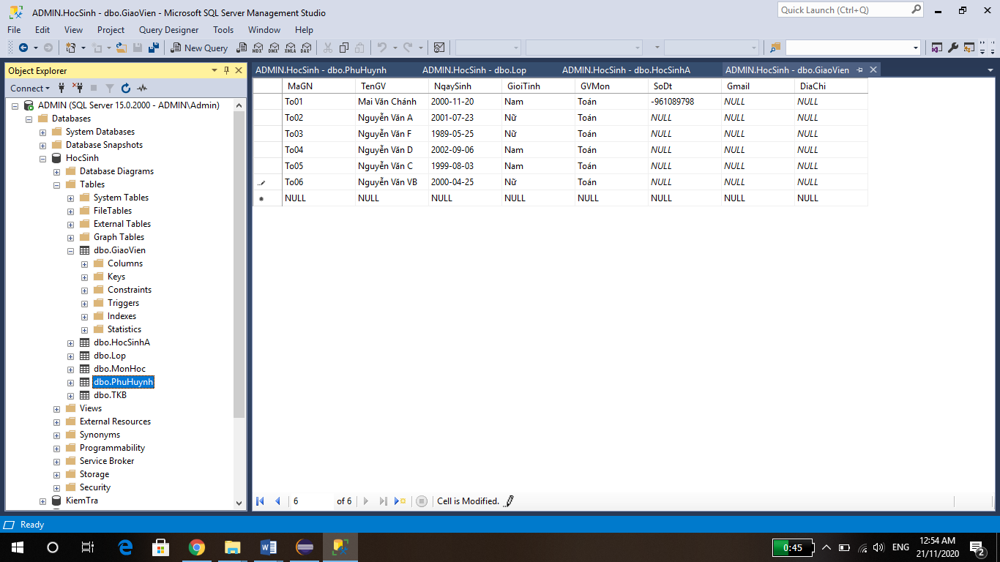 ADMIN.HocSinh - dbo.GiaoVien - Microsoft SQL Server Management Studio
Quick Launch (Ctrl+Q)
File Edit View Project Query Designer Tools Window Help
New Query MDX DMX XMLA DAX
Object Explorer
ADMIN.HocSinh - dbo.PhuHuynh ADMIN.HocSinh - dbo.Lop ADMIN.HocSinh - dbo.HocSinhA ADMIN.HocSinh - dbo.GiaoVien
Connect
ADMIN (SQL Server 15.0.2000 - ADMIN\Admin)
Databases
System Databases
Database Snapshots
HocSinh
Database Diagrams
Tables
System Tables
FileTables
External Tables
Graph Tables
dbo.GiaoVien
Columns
Keys
Constraints
Triggers
Indexes
Statistics
dbo.HocSinhA
dbo.Lop
dbo.MonHoc
dbo.PhuHuynh
dbo.TKB
Views
External Resources
Synonyms
Programmability
Service Broker
Storage
Security
KiemTra
MaGN TenGV NgaySinh GioiTinh GVMon SoDt Gmail DiaChi
To01 Mai Văn Chánh 2000-11-20 Nam Toán -961089798 NULL NULL
To02 Nguyễn Văn A 2001-07-23 Nữ Toán NULL NULL NULL
To03 Nguyễn Văn F 1989-05-25 Nữ Toán NULL NULL NULL
To04 Nguyễn Văn D 2002-09-06 Nam Toán NULL NULL NULL
To05 Nguyễn Văn C 1999-08-03 Nam Toán NULL NULL NULL
To06 Nguyễn Văn VB 2000-04-25 Nữ Toán NULL NULL NULL
NULL NULL NULL NULL NULL NULL NULL NULL
6 of 6 Cell is Modified.
Ready
0:45 ENG 12:54 AM
21/11/2020 2